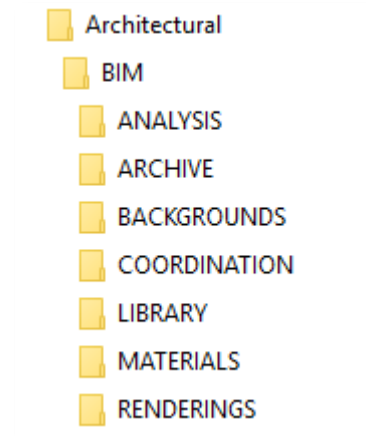 Architectural
BIM
ANALYSIS
ARCHIVE
BACKGROUNDS
COORDINATION
LIBRARY
MATERIALS
RENDERINGS